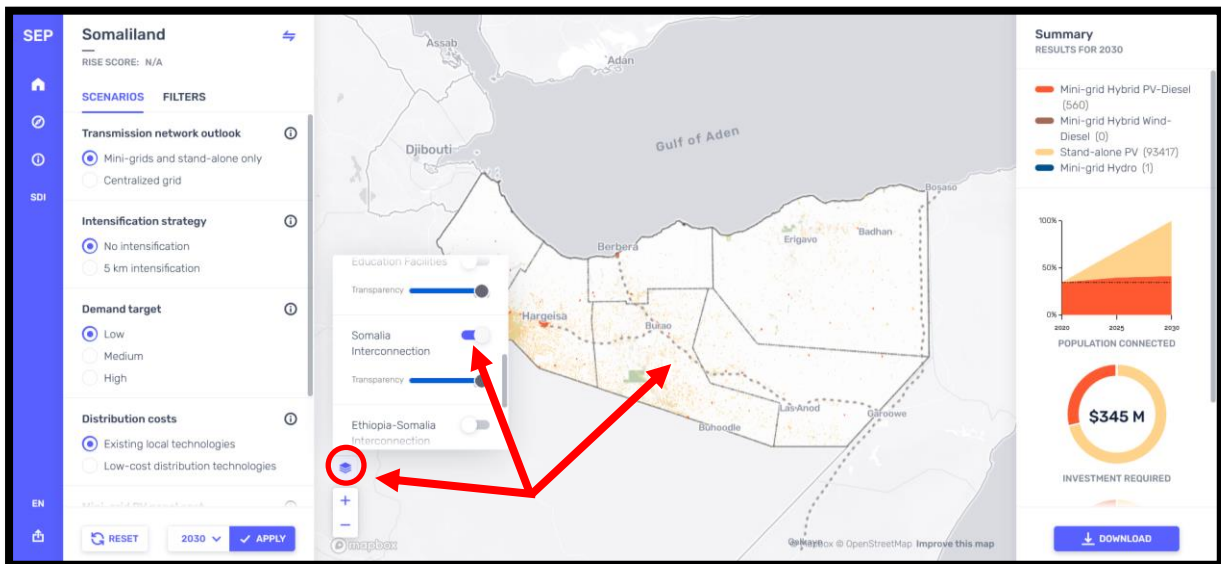 SEP
SDI
EN
Somaliland
RISE SCORE: N/A
SCENARIOS FILTERS
Transmission network outlook
Mini-grids and stand-alone only
Centralized grid
Intensification strategy
No intensification
5 km intensification
Demand target
Low
Medium
High
Distribution costs
Existing local technologies
Low-cost distribution technologies
RESET
2030
APPLY
Education Facilities
Transparency
Somalia
Interconnection
Transparency
Ethiopia-Somalia
Interconnection
+
−
mapbox
Assab
'Adan
Gulf of Aden
Djibouti
Bosaso
Berbera
Erigavo
Badhan
Hargeisa
Burao
Las Anod
Garoowe
Buhoodle
© Mapbox © OpenStreetMap Improve this map
Summary
RESULTS FOR 2030
Mini-grid Hybrid PV-Diesel
(560)
Mini-grid Hybrid Wind-
Diesel (0)
Stand-alone PV (93417)
Mini-grid Hydro (1)
100%
50%
0%
2020 2025 2030
POPULATION CONNECTED
$345 M
INVESTMENT REQUIRED
DOWNLOAD